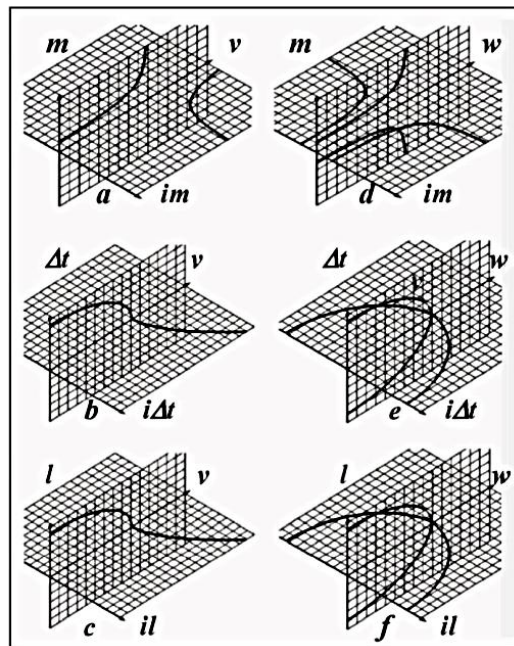 m v
m w
a im
d im
Δt v
Δt v w
b iΔt
e iΔt
l v
l w
c il
f il